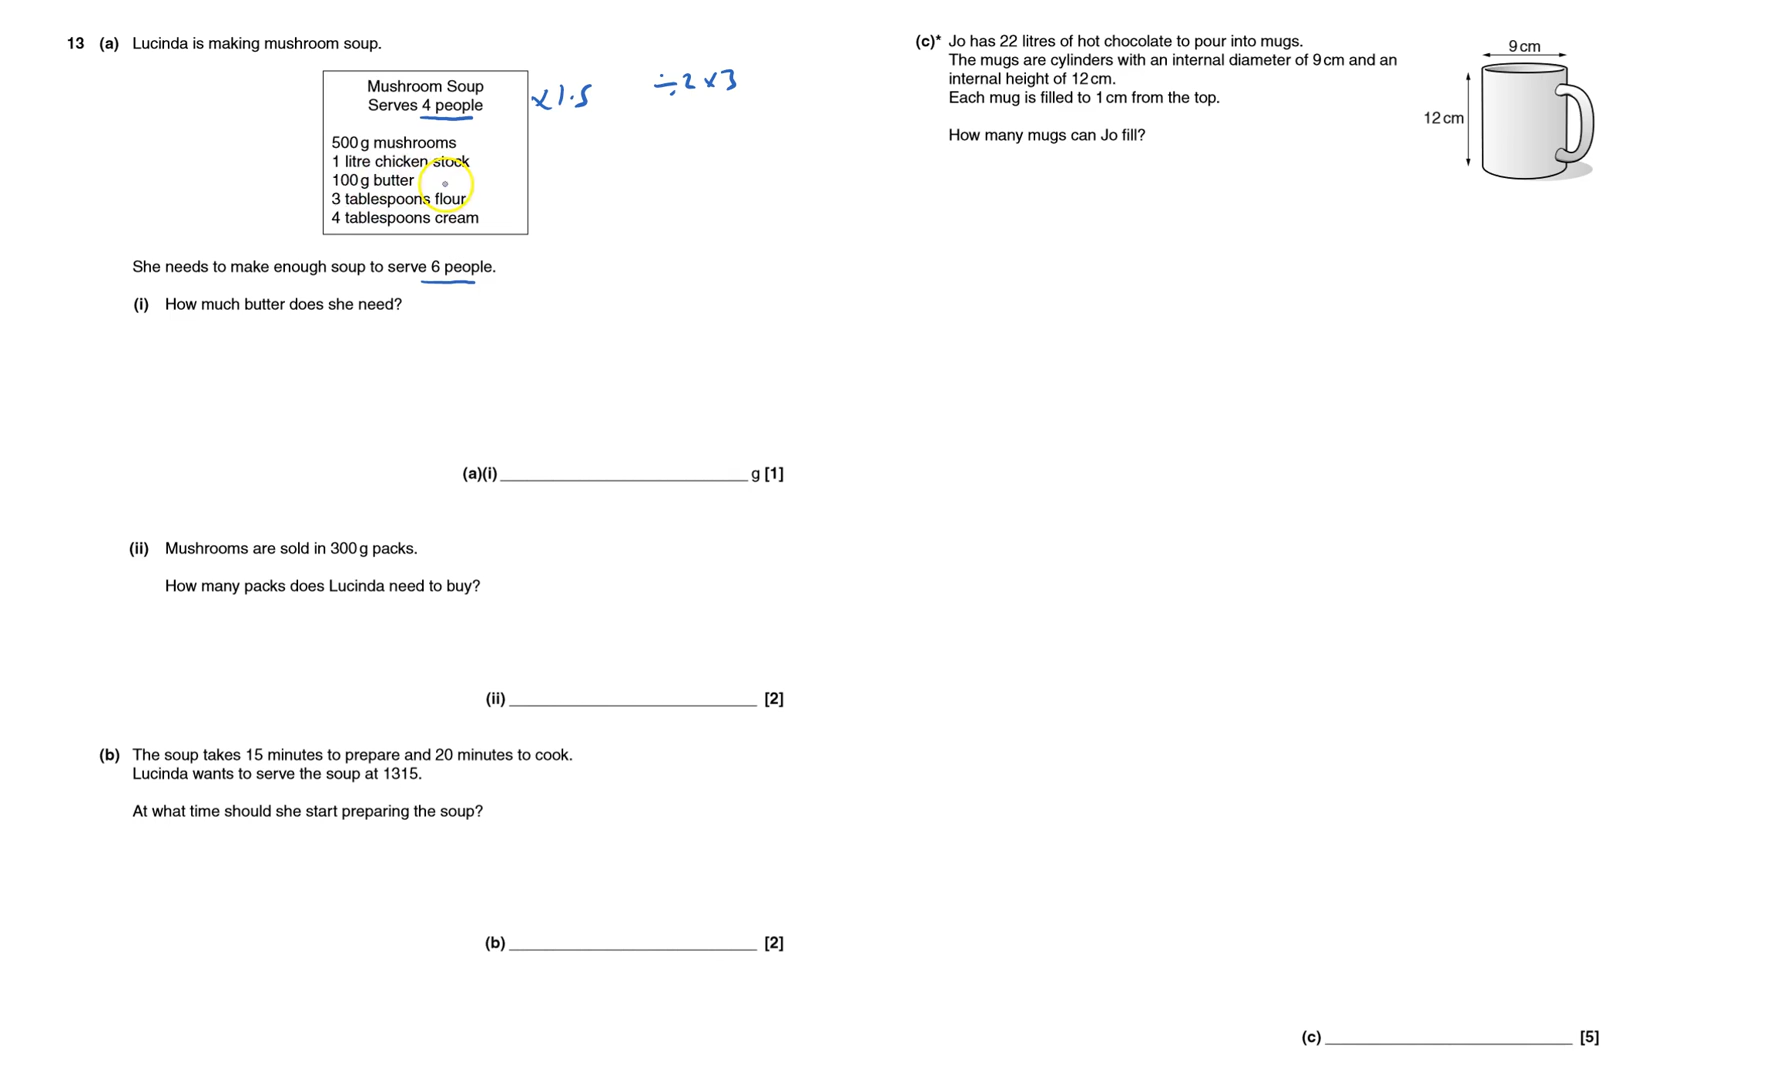 13 (a) Lucinda is making mushroom soup.
Mushroom Soup
Serves 4 people
×1.5
÷2×3
500 g mushrooms
1 litre chicken stock
100 g butter
3 tablespoons flour
4 tablespoons cream
She needs to make enough soup to serve 6 people.
(i) How much butter does she need?
(a)(i) g [1]
(ii) Mushrooms are sold in 300 g packs.
How many packs does Lucinda need to buy?
(ii) [2]
(b) The soup takes 15 minutes to prepare and 20 minutes to cook.
Lucinda wants to serve the soup at 1315.
At what time should she start preparing the soup?
(b) [2]
(c)* Jo has 22 litres of hot chocolate to pour into mugs.
The mugs are cylinders with an internal diameter of 9 cm and an
internal height of 12 cm.
Each mug is filled to 1 cm from the top.
How many mugs can Jo fill?
9 cm
12 cm
(c) [5]